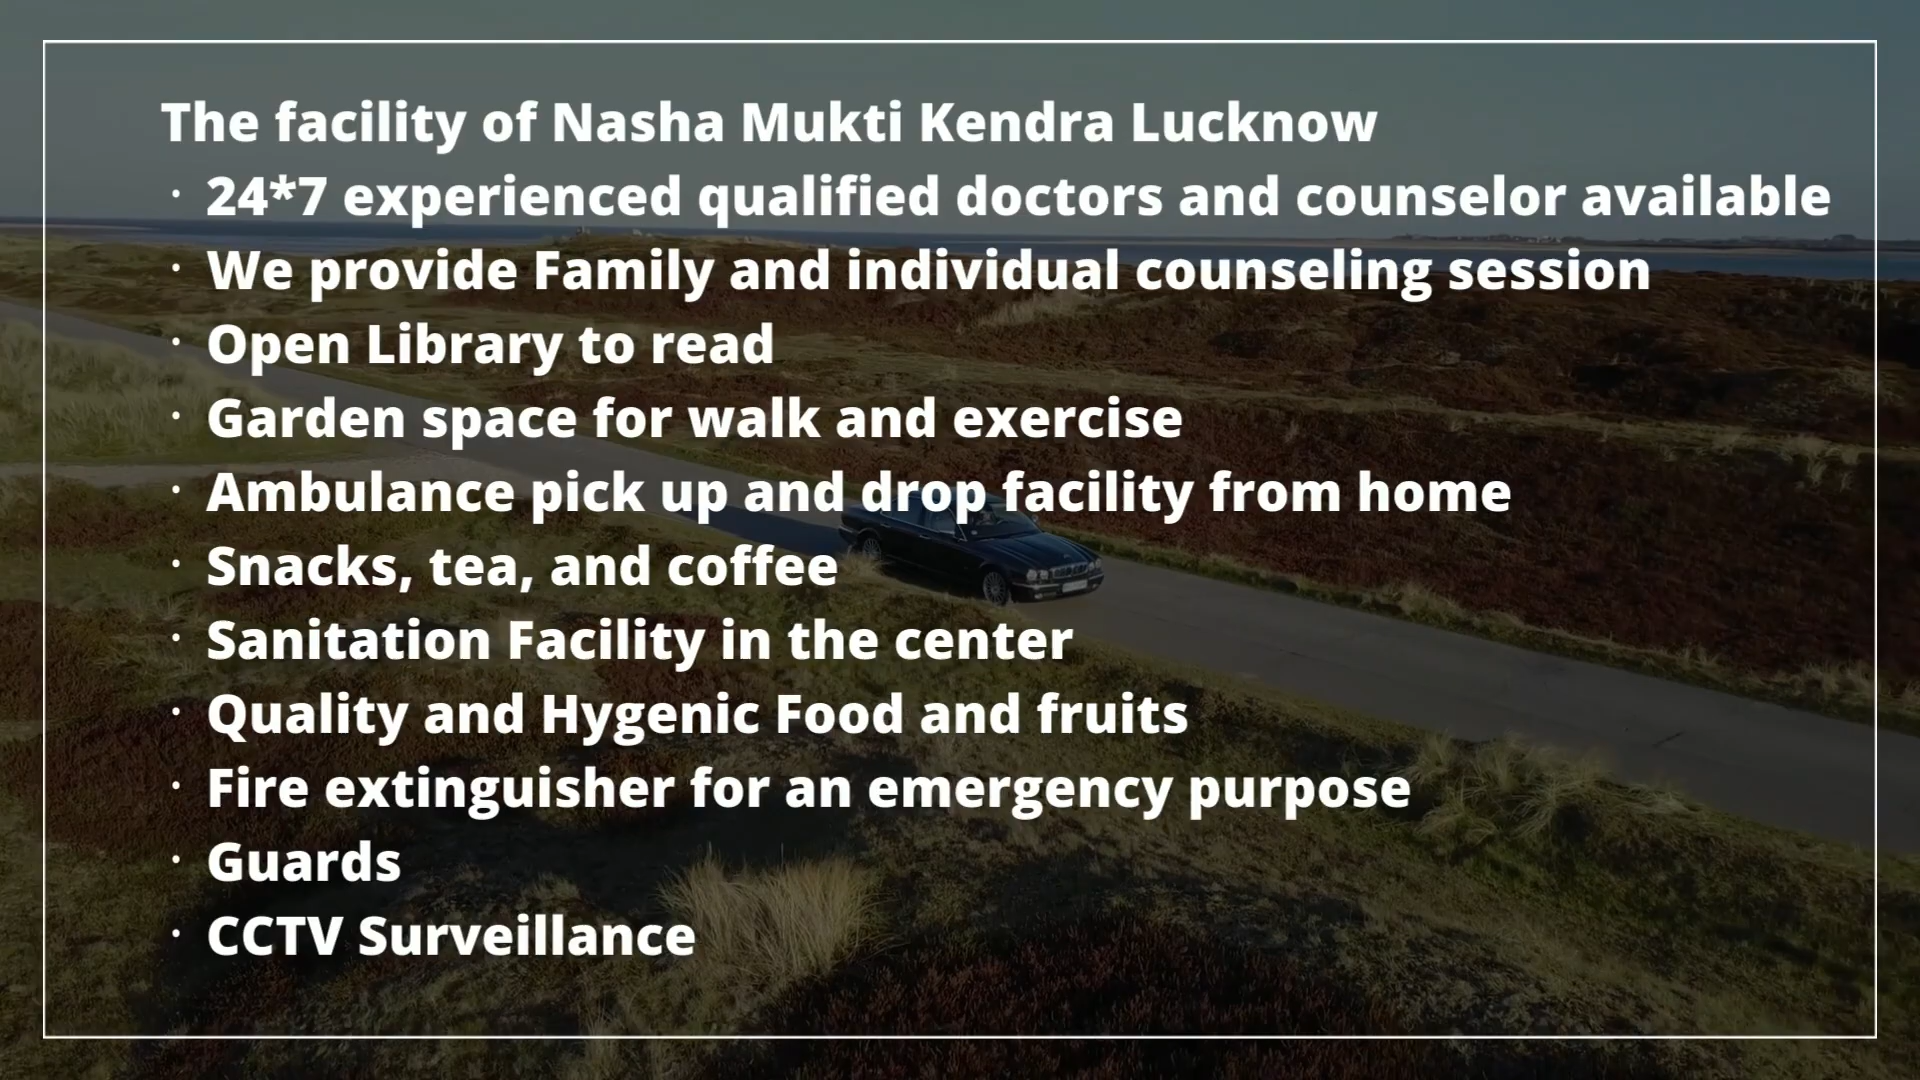 The facility of Nasha Mukti Kendra Lucknow
· 24*7 experienced qualified doctors and counselor available
· We provide Family and individual counseling session
· Open Library to read
· Garden space for walk and exercise
· Ambulance pick up and drop facility from home
· Snacks, tea, and coffee
· Sanitation Facility in the center
· Quality and Hygenic Food and fruits
· Fire extinguisher for an emergency purpose
· Guards
· CCTV Surveillance